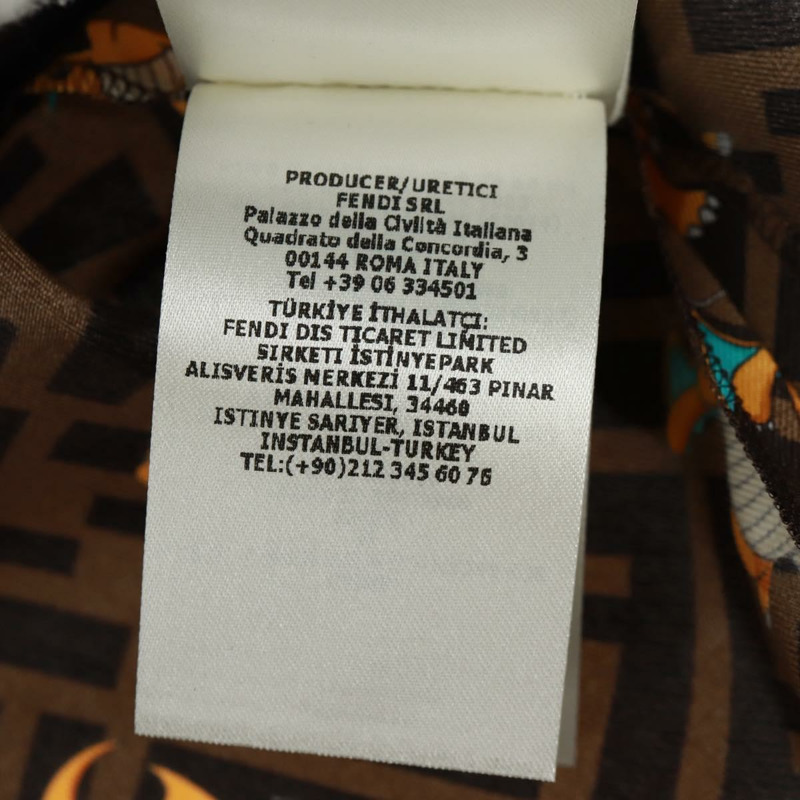 PRODUCER/URETICI
FENDI SRL
Palazzo della Civiltà Italiana
Quadrato della Concordia, 3
00144 ROMA ITALY
Tel +39 06 334501
TÜRKİYE İTHALATÇI:
FENDI DIS TICARET LIMITED
SIRKETI İSTİNYEPARK
ALISVERİS MERKEZİ 11/463 PINAR
MAHALLESI, 34460
ISTINYE SARIYER, ISTANBUL
INSTANBUL-TURKEY
TEL:(+90)212 345 60 76